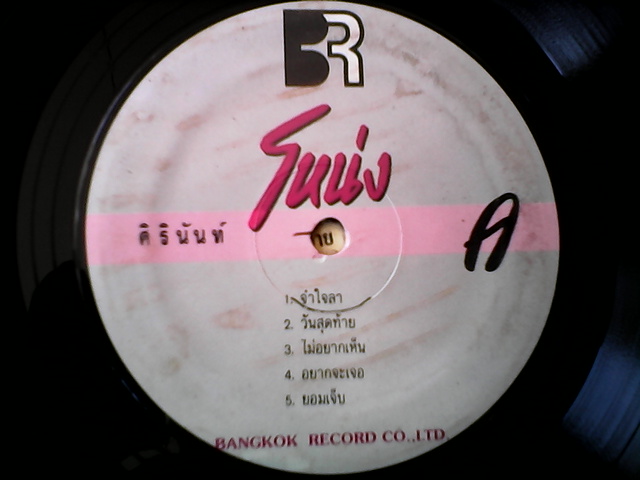 BR
โหน่ง
ศิรินันท์
A
1. จำใจลา
2. วันสุดท้าย
3. ไม่อยากเห็น
4. อยากจะเจอ
5. ยอมเจ็บ
BANGKOK RECORD CO.,LTD.